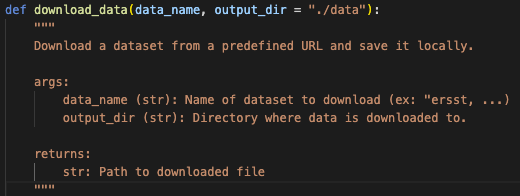 def download_data(data_name, output_dir = "./data"):
"""
Download a dataset from a predefined URL and save it locally.
args:
data_name (str): Name of dataset to download (ex: "ersst, ...)
output_dir (str): Directory where data is downloaded to.
returns:
str: Path to downloaded file
"""